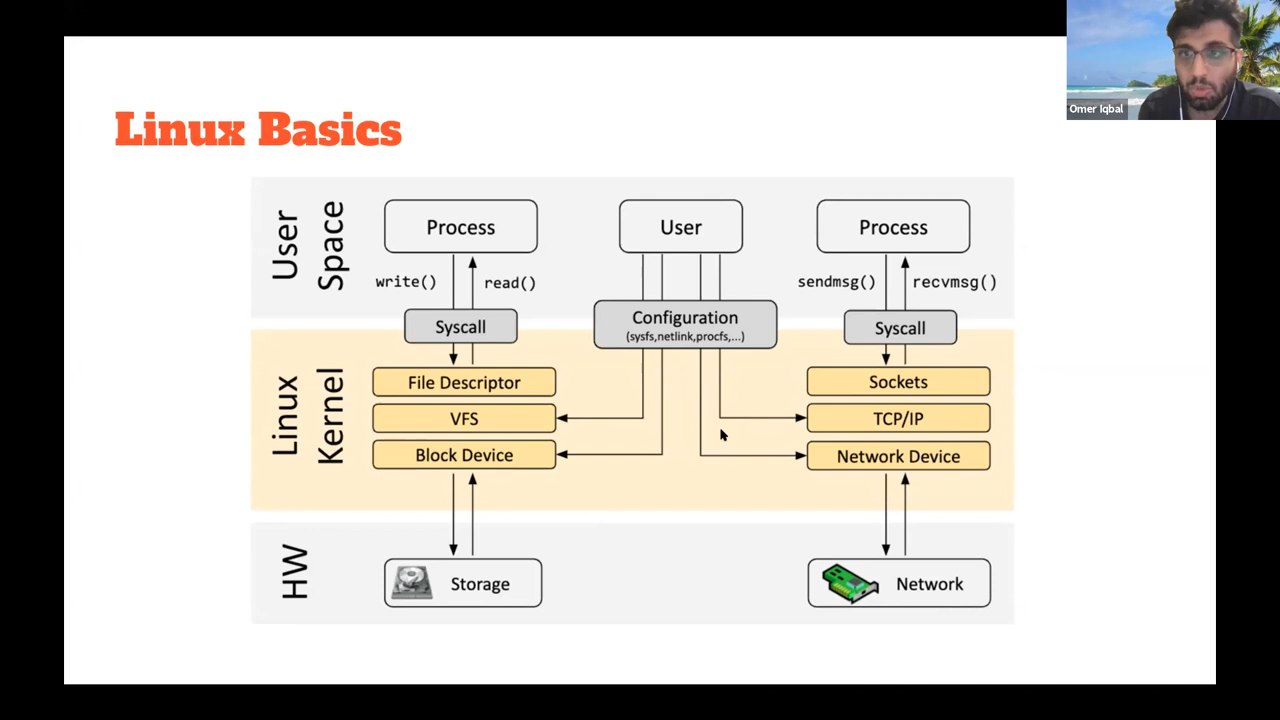 Omer Iqbal
Linux Basics
User
Space
Process
User
Process
write()
read()
sendmsg()
recvmsg()
Syscall
Configuration
(sysfs,netlink,procfs,...)
Syscall
Linux
Kernel
File Descriptor
VFS
Block Device
Sockets
TCP/IP
Network Device
HW
Storage
Network